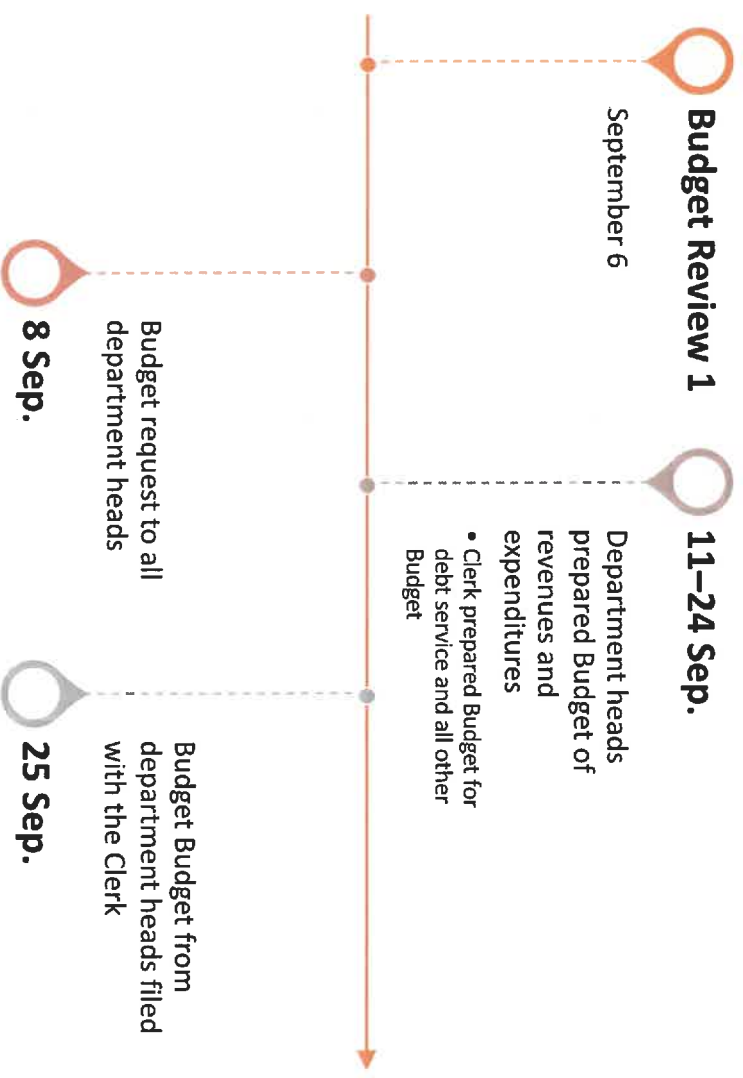 Budget Review 1
September 6
8 Sep.
Budget request to all
department heads
11–24 Sep.
Department heads
prepared Budget of
revenues and
expenditures
• Clerk prepared Budget for
debt service and all other
Budget
25 Sep.
Budget Budget from
department heads filed
with the Clerk